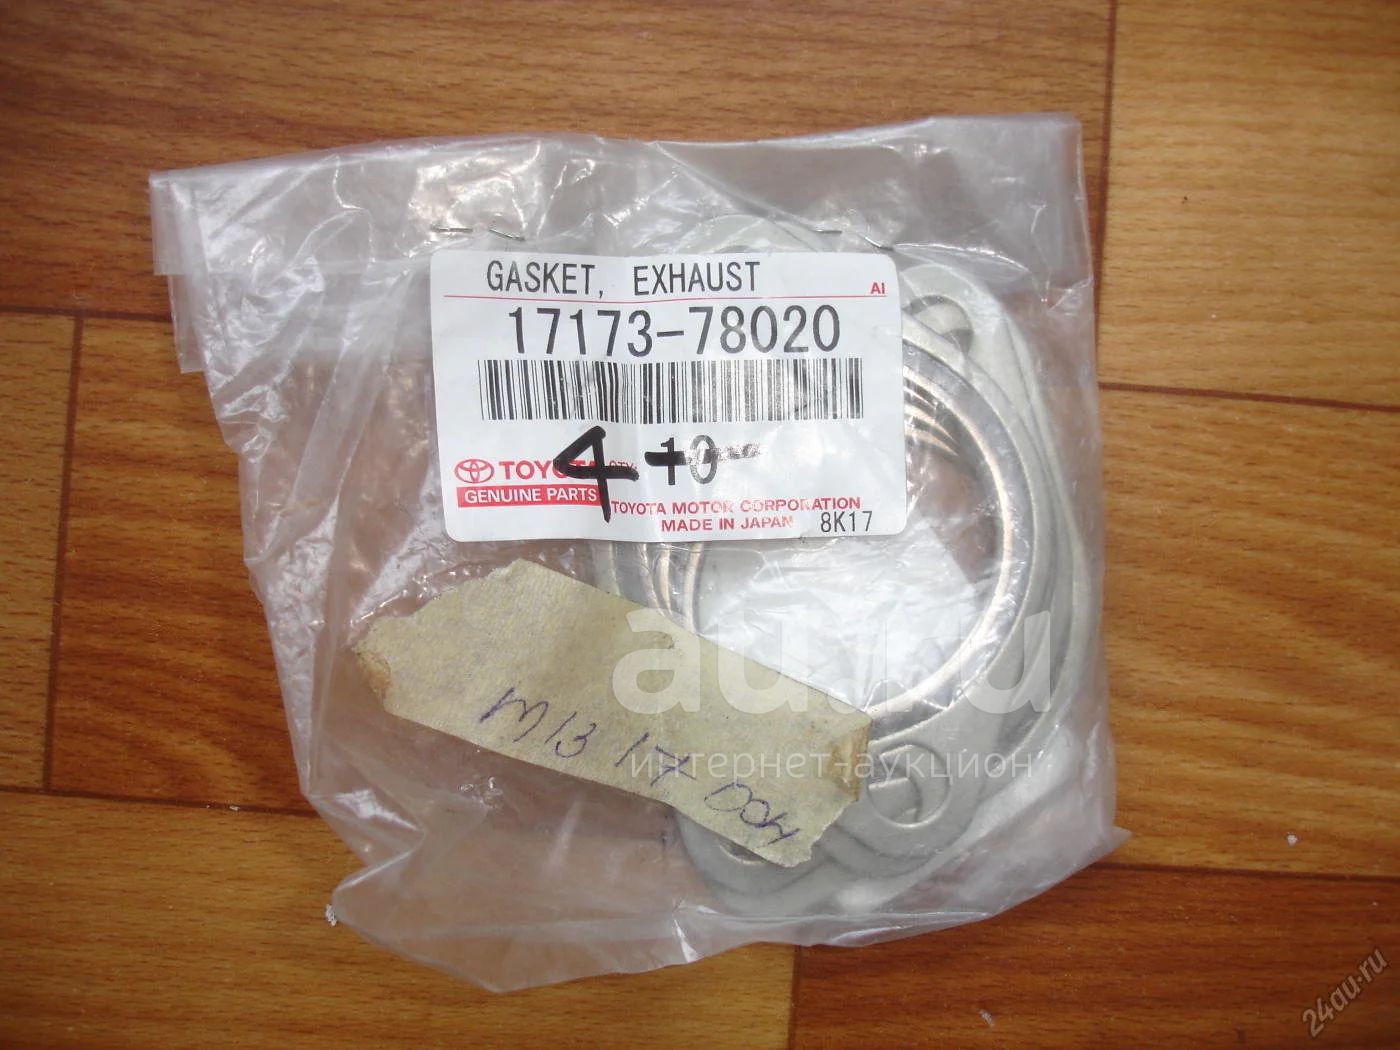 GASKET, EXHAUST
AI
17173-78020
4 10
TOYOTA QTY:
GENUINE PARTS
TOYOTA MOTOR CORPORATION
MADE IN JAPAN 8K17
au.ru
интернет-аукцион
M13 17
24au.ru